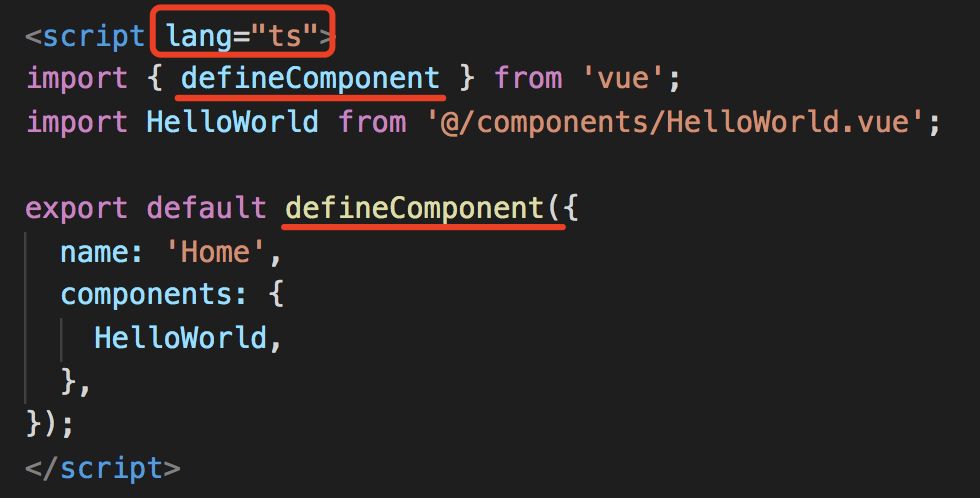 <script lang="ts">
import { defineComponent } from 'vue';
import HelloWorld from '@/components/HelloWorld.vue';

export default defineComponent({
  name: 'Home',
  components: {
    HelloWorld,
  },
});
</script>